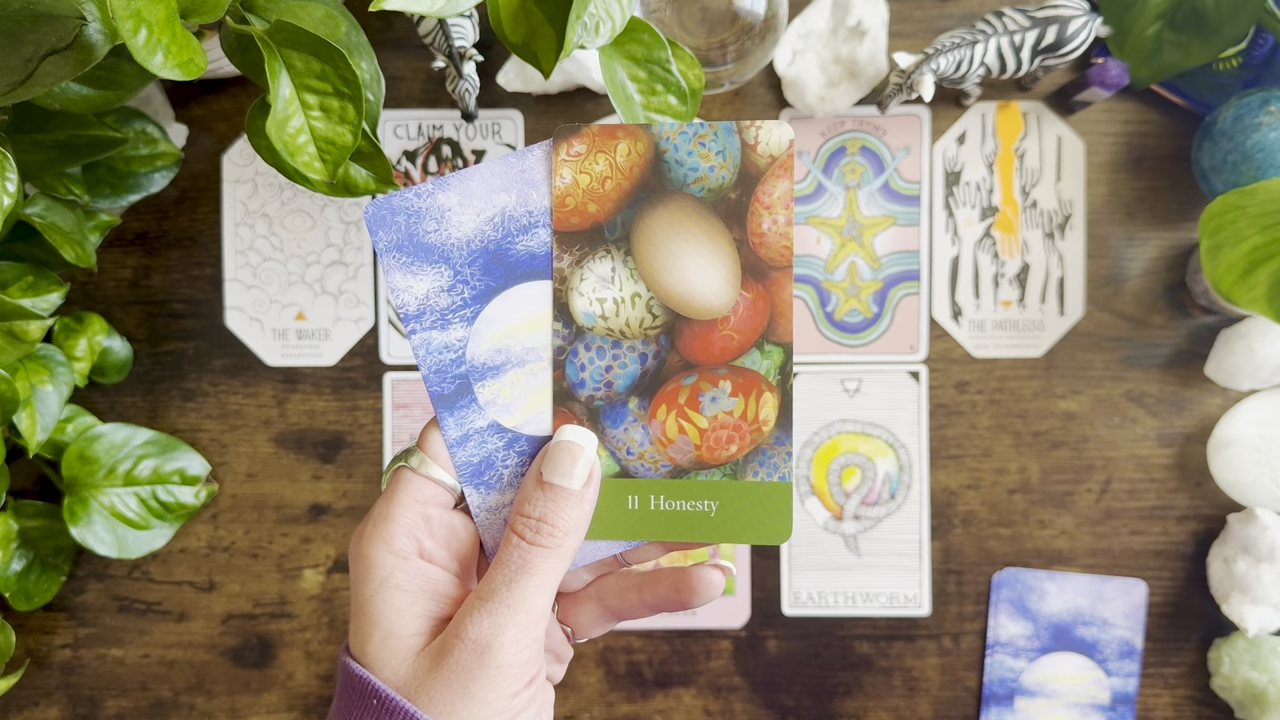 CLAIM YOUR
KEEP TRYING
THE WAKER
THE PATHLESS
11 Honesty
EARTHWORM